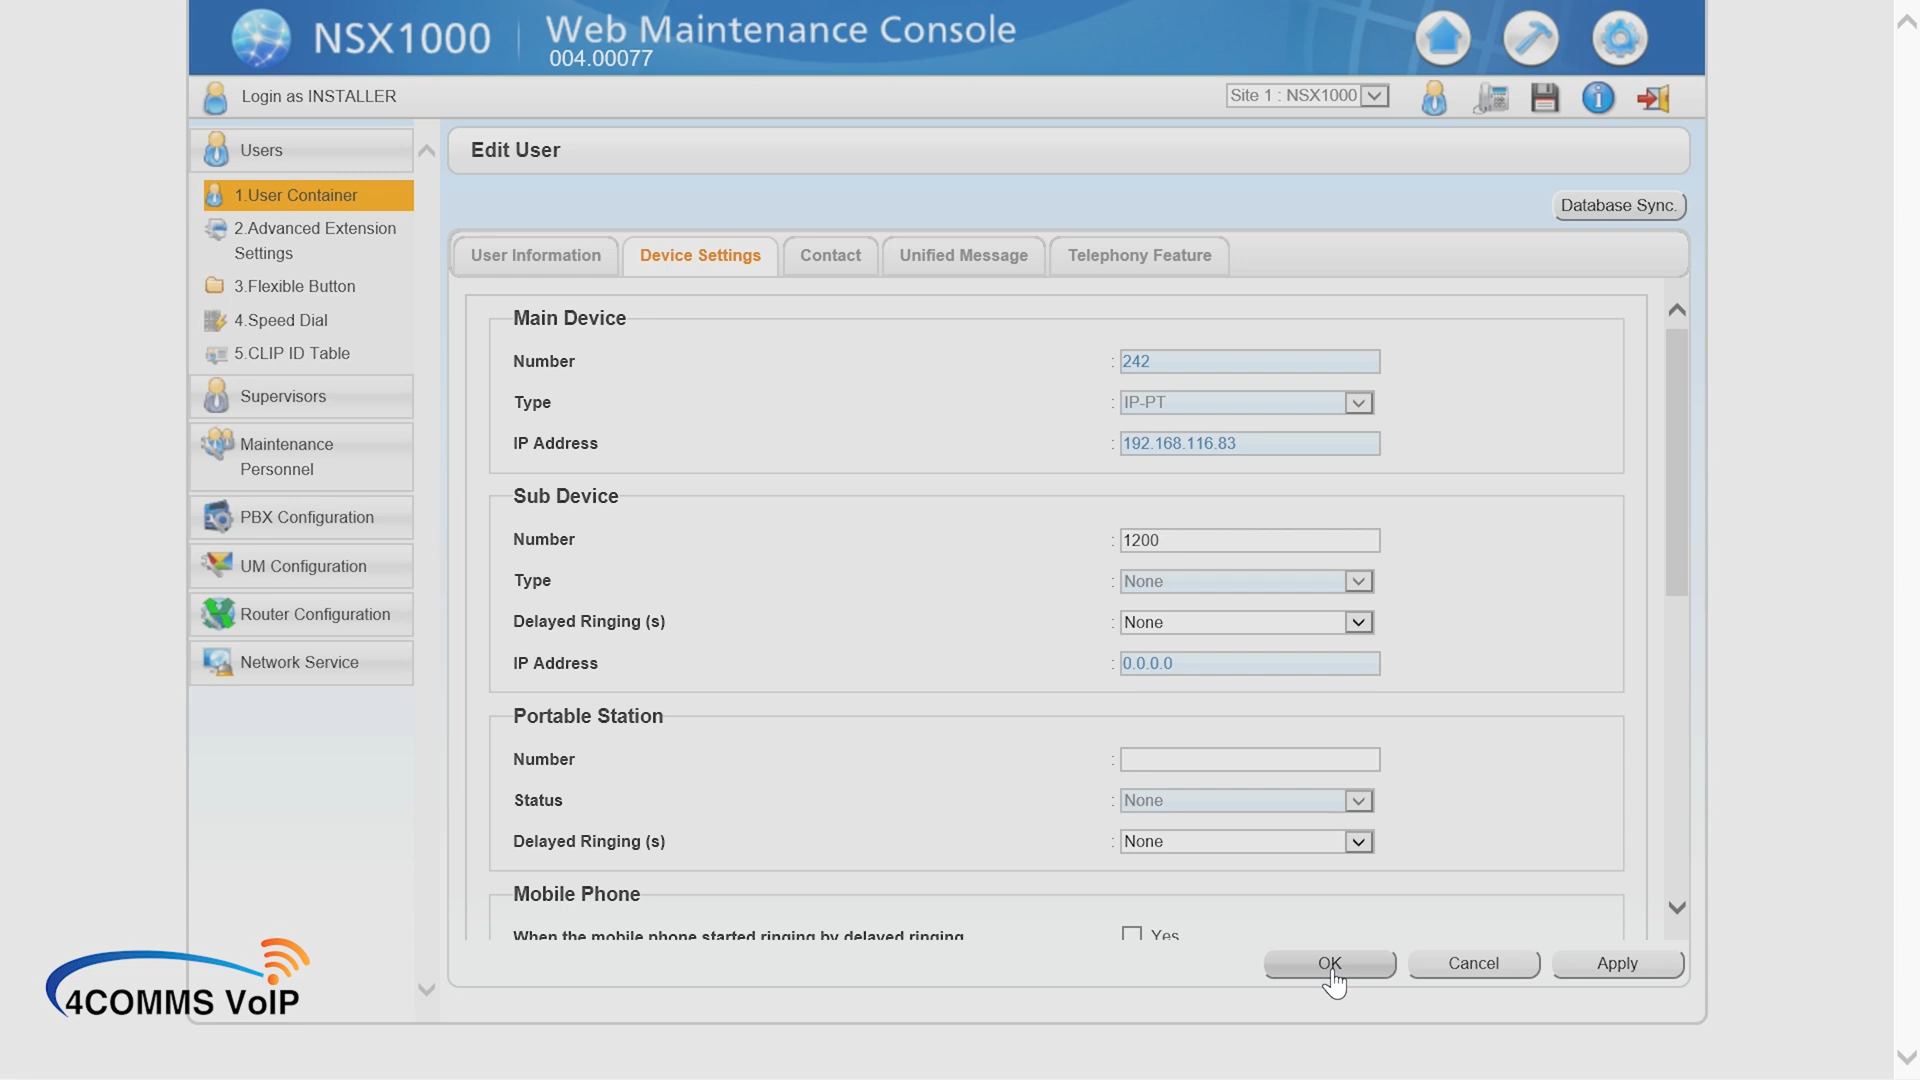 NSX1000
Web Maintenance Console
004.00077
Login as INSTALLER
Site 1 : NSX1000
Users
1.User Container
2.Advanced Extension
Settings
3.Flexible Button
4.Speed Dial
5.CLIP ID Table
Supervisors
Maintenance
Personnel
PBX Configuration
UM Configuration
Router Configuration
Network Service
Edit User
Database Sync.
User Information
Device Settings
Contact
Unified Message
Telephony Feature
Main Device
Number : 242
Type : IP-PT
IP Address : 192.168.116.83
Sub Device
Number : 1200
Type : None
Delayed Ringing (s) : None
IP Address : 0.0.0.0
Portable Station
Number :
Status : None
Delayed Ringing (s) : None
Mobile Phone
When the mobile phone started ringing by delayed ringing Yes
OK
Cancel
Apply
4COMMS VoIP